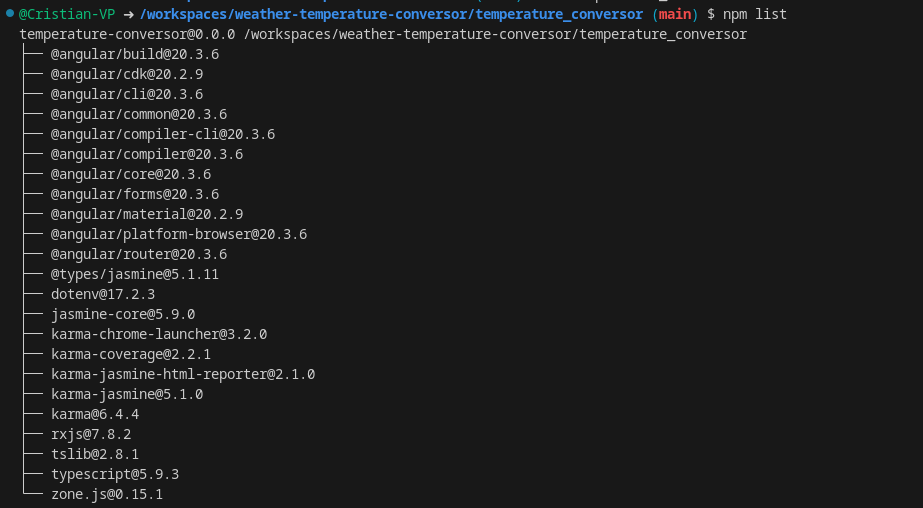 @Cristian-VP ➜ /workspaces/weather-temperature-conversor/temperature_conversor (main) $ npm list
temperature-conversor@0.0.0 /workspaces/weather-temperature-conversor/temperature_conversor
├── @angular/build@20.3.6
├── @angular/cdk@20.2.9
├── @angular/cli@20.3.6
├── @angular/common@20.3.6
├── @angular/compiler-cli@20.3.6
├── @angular/compiler@20.3.6
├── @angular/core@20.3.6
├── @angular/forms@20.3.6
├── @angular/material@20.2.9
├── @angular/platform-browser@20.3.6
├── @angular/router@20.3.6
├── @types/jasmine@5.1.11
├── dotenv@17.2.3
├── jasmine-core@5.9.0
├── karma-chrome-launcher@3.2.0
├── karma-coverage@2.2.1
├── karma-jasmine-html-reporter@2.1.0
├── karma-jasmine@5.1.0
├── karma@6.4.4
├── rxjs@7.8.2
├── tslib@2.8.1
├── typescript@5.9.3
└── zone.js@0.15.1